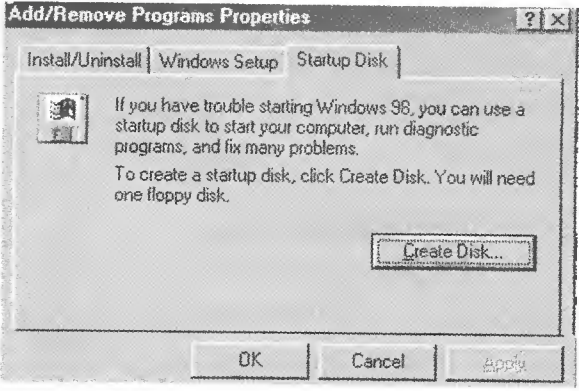 Add/Remove Programs Properties
Install/Uninstall Windows Setup Startup Disk
If you have trouble starting Windows 98, you can use a
startup disk to start your computer, run diagnostic
programs, and fix many problems.
To create a startup disk, click Create Disk. You will need
one floppy disk.
Create Disk...
OK Cancel Apply